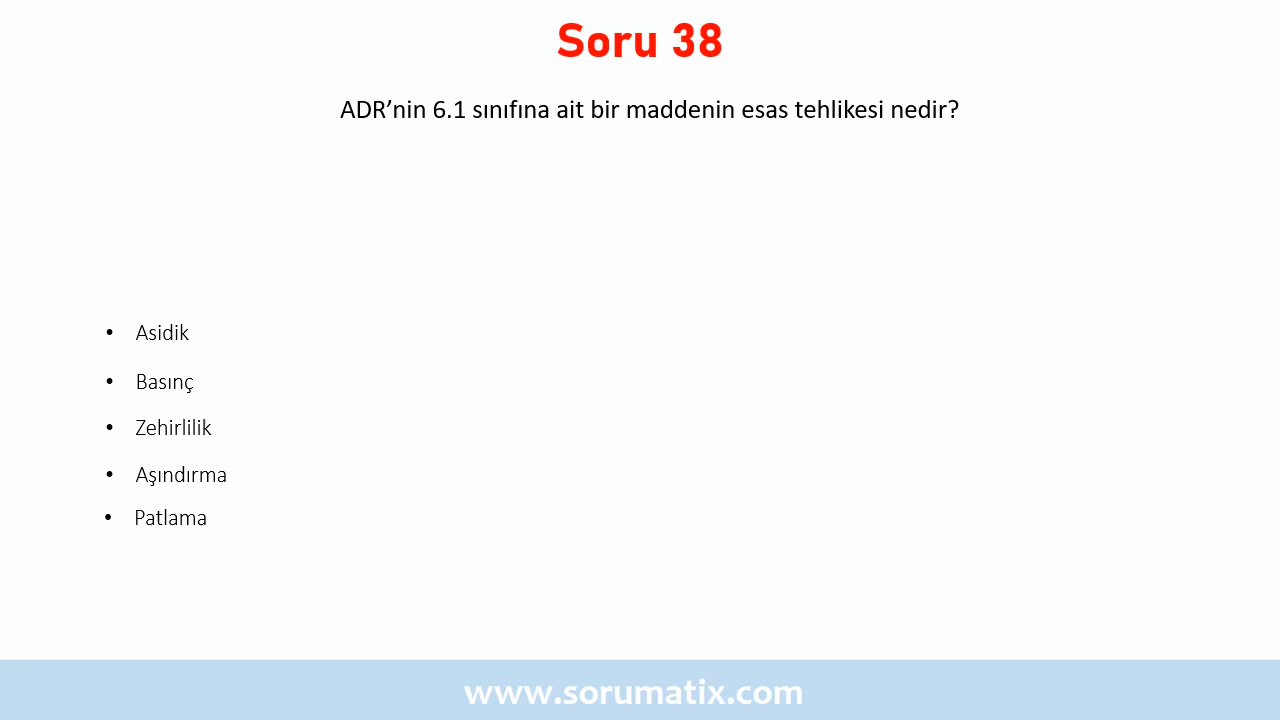 Soru 38
ADR’nin 6.1 sınıfına ait bir maddenin esas tehlikesi nedir?
• Asidik
• Basınç
• Zehirlilik
• Aşındırma
• Patlama
www.sorumatix.com